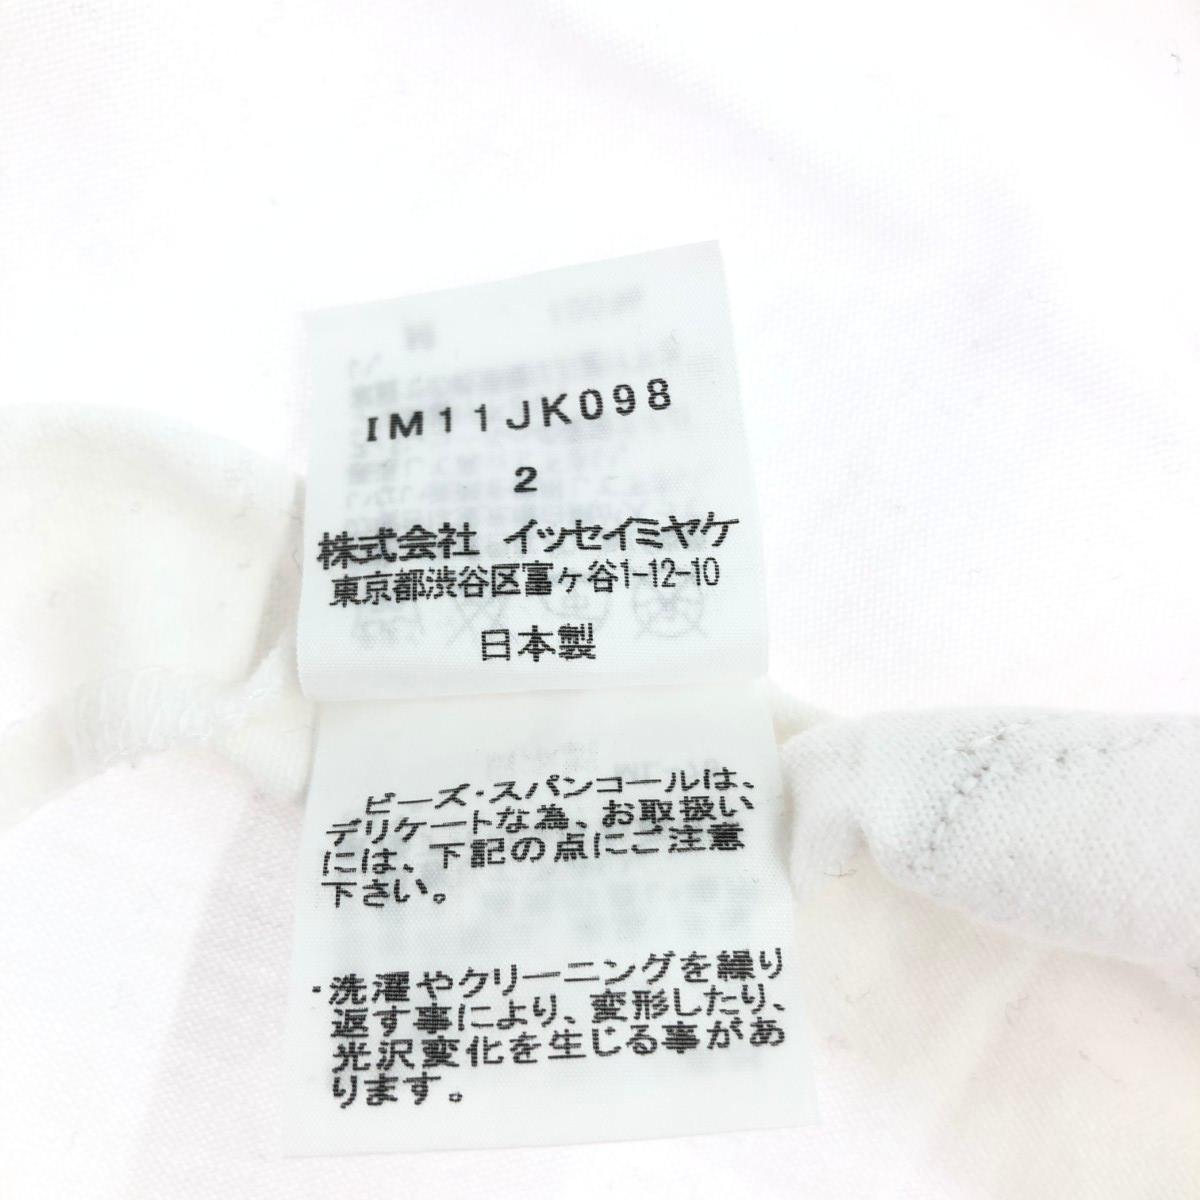 IM11JK098
2
株式会社 イッセイミヤケ
東京都渋谷区富ヶ谷1-12-10
日本製
ビーズ・スパンコールは、
デリケートな為、お取扱い
には、下記の点にご注意
下さい。
・洗濯やクリーニングを繰り
返す事により、変形したり、
光沢変化を生じる事があ
ります。